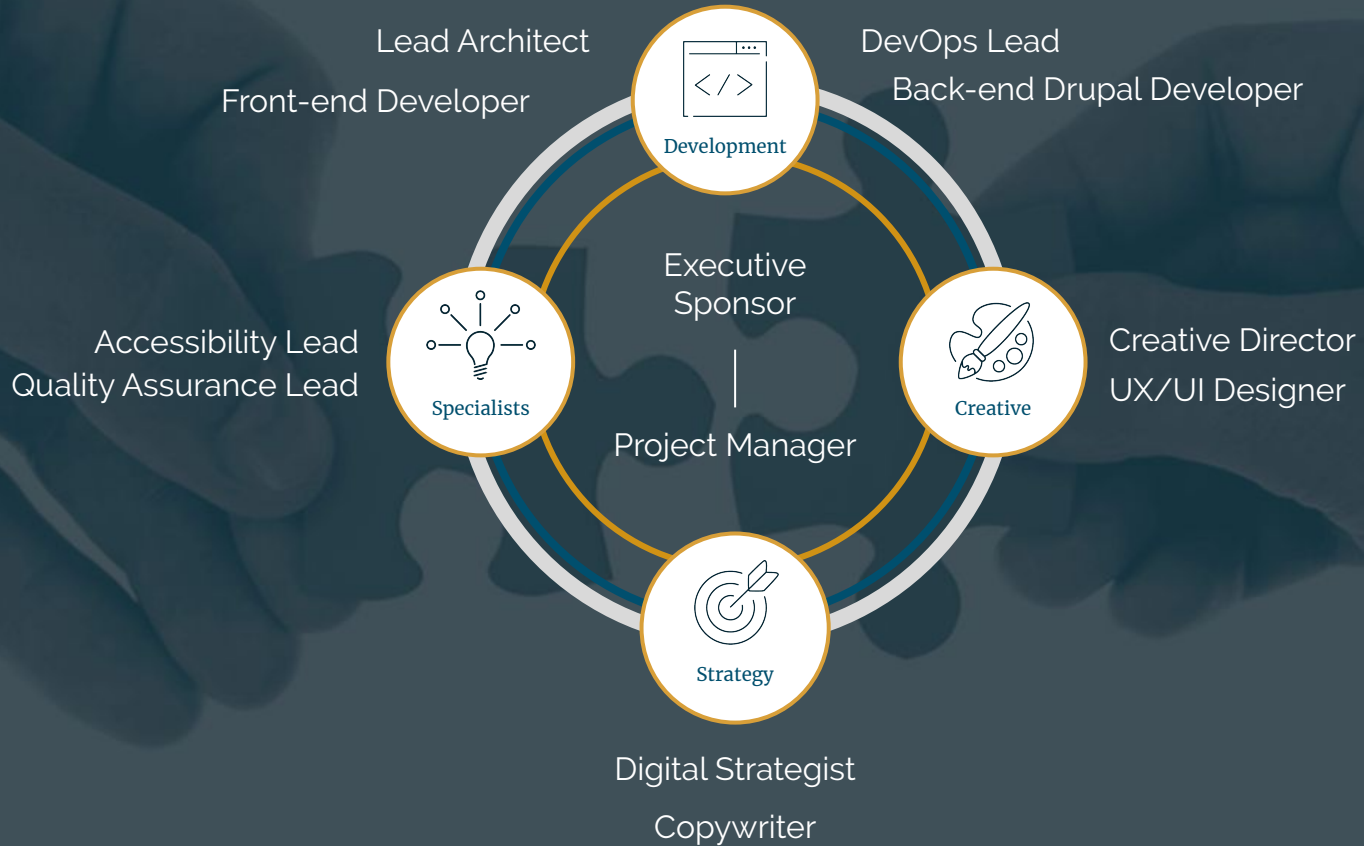 Lead Architect
DevOps Lead
Front-end Developer
Back-end Drupal Developer
</>
Development
Executive
Sponsor
Accessibility Lead
Quality Assurance Lead
Specialists
Creative
Creative Director
UX/UI Designer
Project Manager
Strategy
Digital Strategist
Copywriter